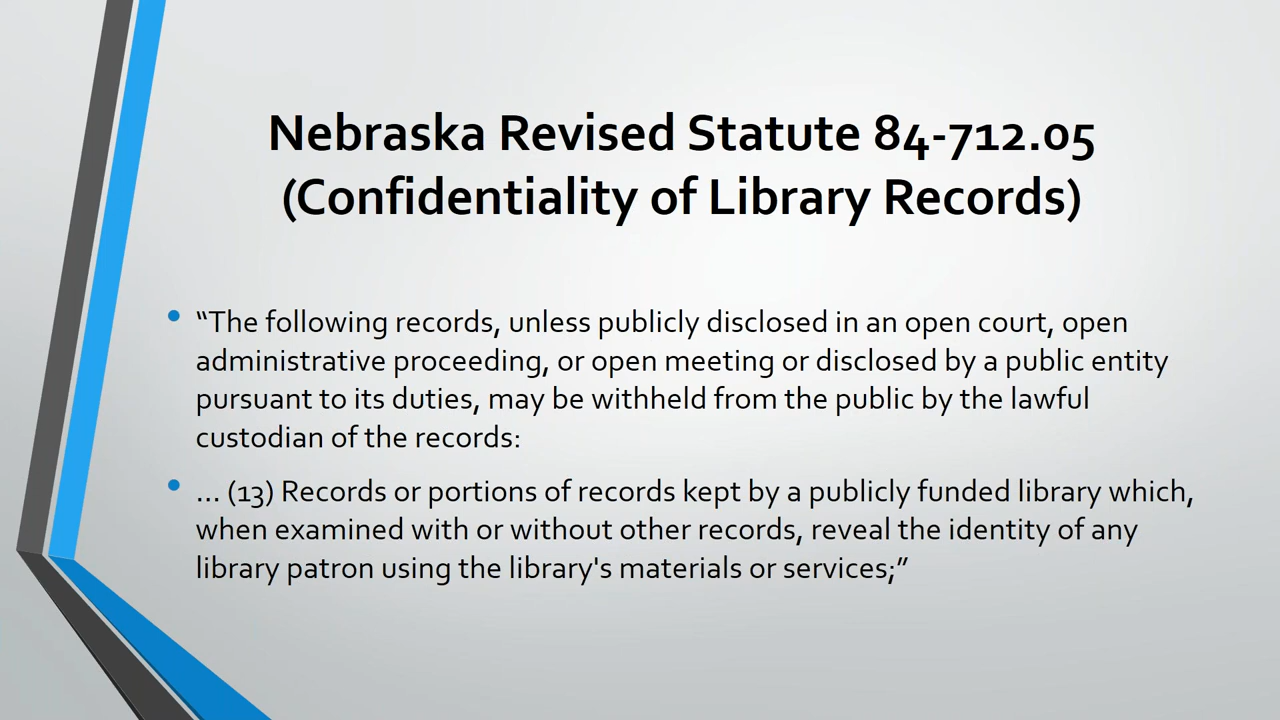 Nebraska Revised Statute 84-712.05
(Confidentiality of Library Records)
• “The following records, unless publicly disclosed in an open court, open
administrative proceeding, or open meeting or disclosed by a public entity
pursuant to its duties, may be withheld from the public by the lawful
custodian of the records:
• … (13) Records or portions of records kept by a publicly funded library which,
when examined with or without other records, reveal the identity of any
library patron using the library's materials or services;”